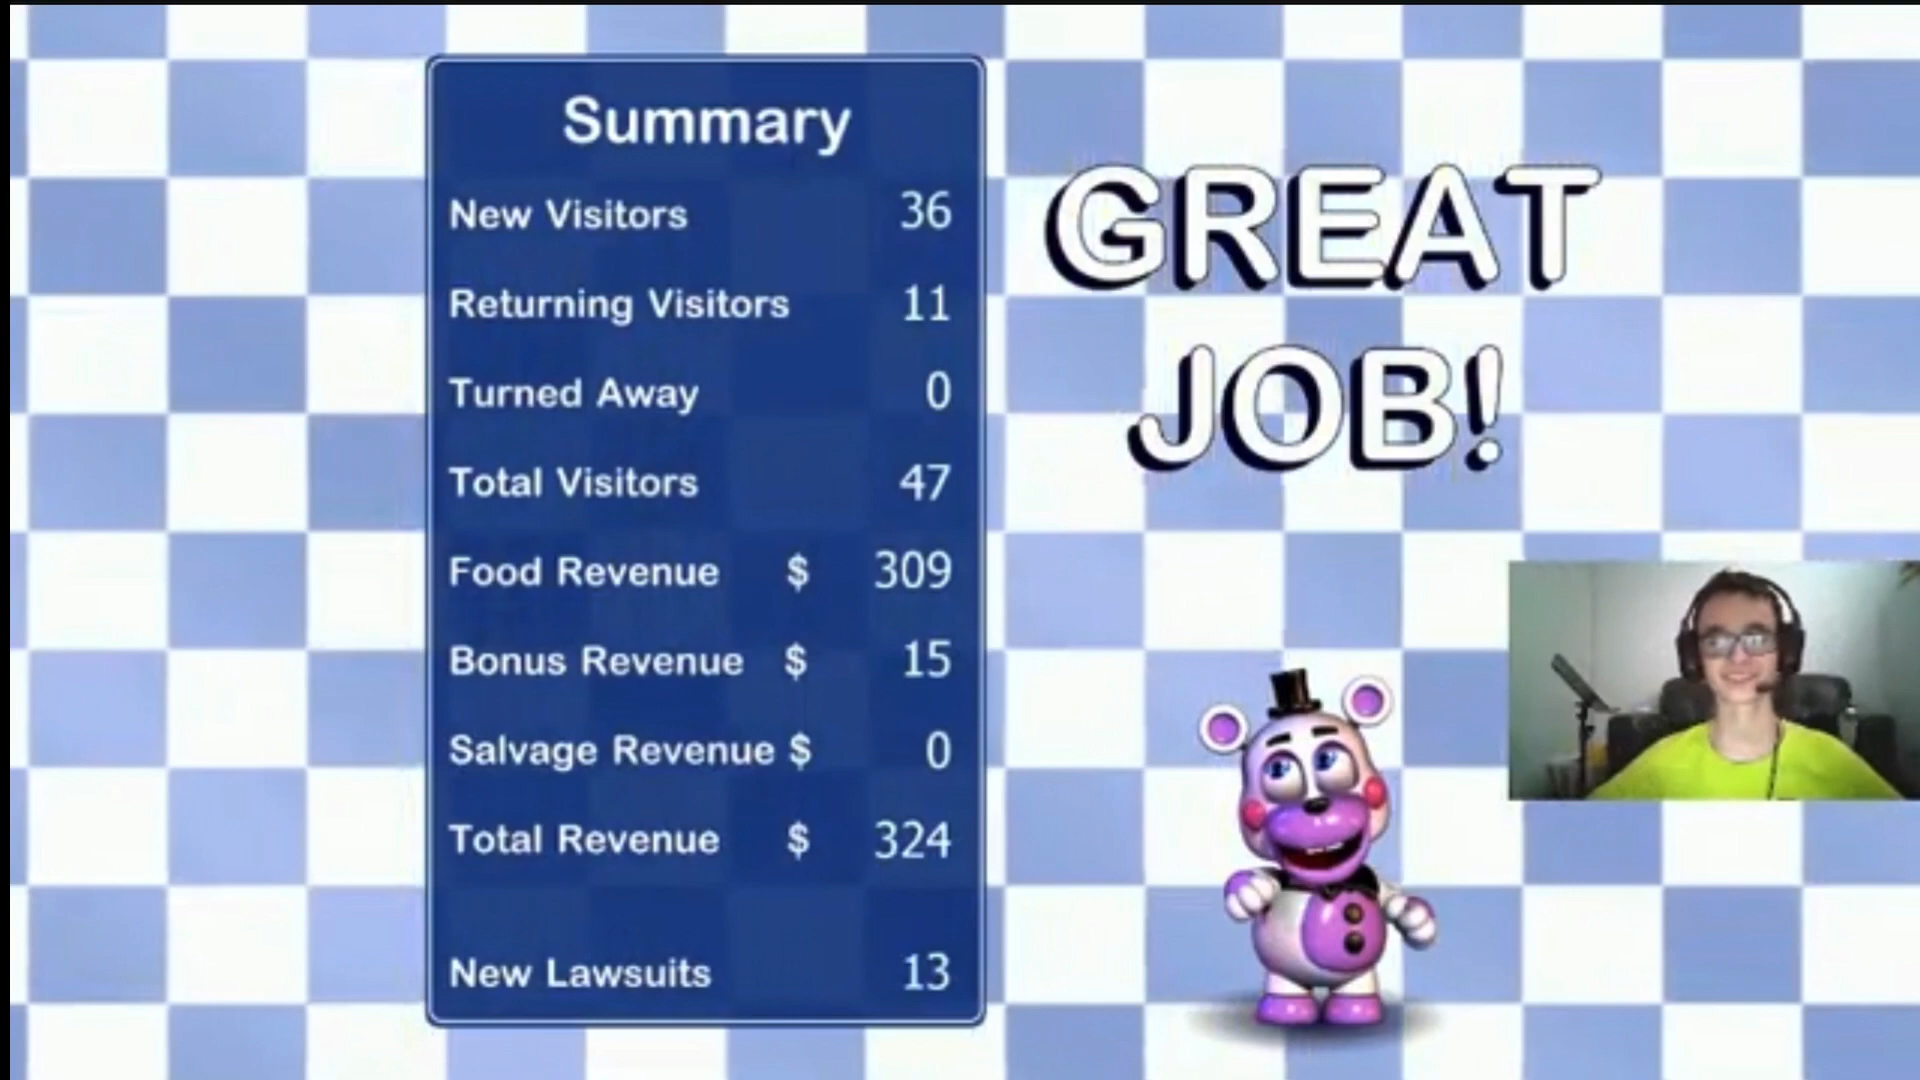 Summary
New Visitors 36
Returning Visitors 11
Turned Away 0
Total Visitors 47
Food Revenue $ 309
Bonus Revenue $ 15
Salvage Revenue $ 0
Total Revenue $ 324
New Lawsuits 13
GREAT
JOB!